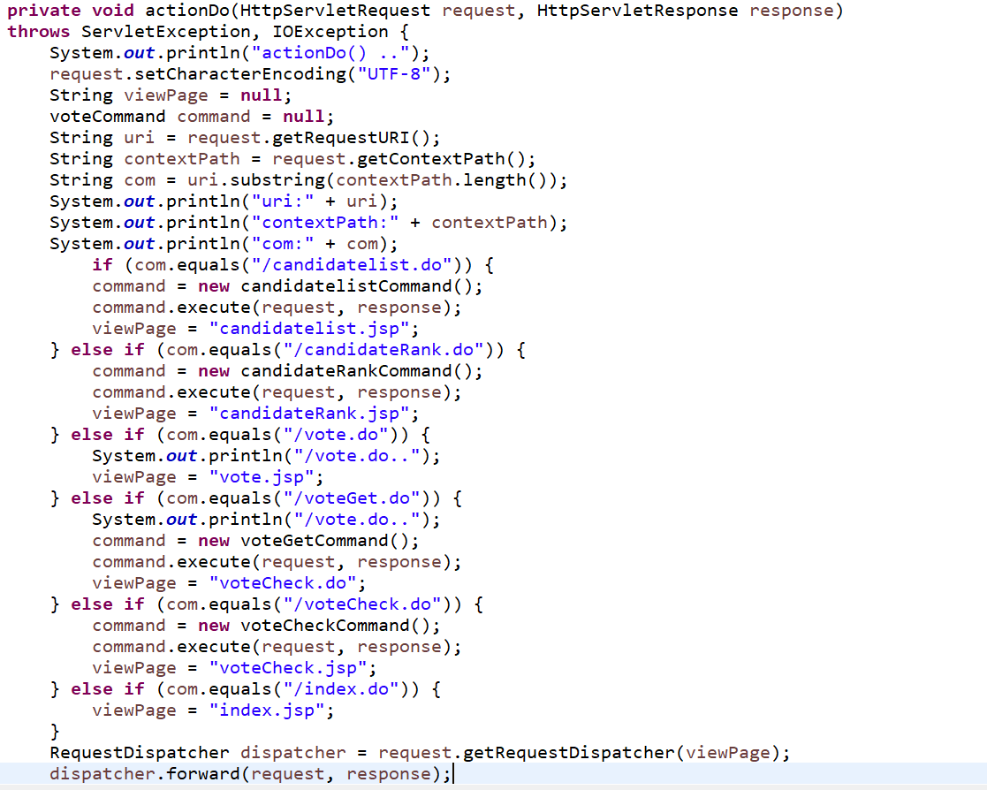 private void actionDo(HttpServletRequest request, HttpServletResponse response)
throws ServletException, IOException {
    System.out.println("actionDo() ..");
    request.setCharacterEncoding("UTF-8");
    String viewPage = null;
    voteCommand command = null;
    String uri = request.getRequestURI();
    String contextPath = request.getContextPath();
    String com = uri.substring(contextPath.length());
    System.out.println("uri:" + uri);
    System.out.println("contextPath:" + contextPath);
    System.out.println("com:" + com);
        if (com.equals("/candidatelist.do")) {
        command = new candidatelistCommand();
        command.execute(request, response);
        viewPage = "candidatelist.jsp";
    } else if (com.equals("/candidateRank.do")) {
        command = new candidateRankCommand();
        command.execute(request, response);
        viewPage = "candidateRank.jsp";
    } else if (com.equals("/vote.do")) {
        System.out.println("/vote.do..");
        viewPage = "vote.jsp";
    } else if (com.equals("/voteGet.do")) {
        System.out.println("/vote.do..");
        command = new voteGetCommand();
        command.execute(request, response);
        viewPage = "voteCheck.do";
    } else if (com.equals("/voteCheck.do")) {
        command = new voteCheckCommand();
        command.execute(request, response);
        viewPage = "voteCheck.jsp";
    } else if (com.equals("/index.do")) {
        viewPage = "index.jsp";
    }
    RequestDispatcher dispatcher = request.getRequestDispatcher(viewPage);
    dispatcher.forward(request, response);